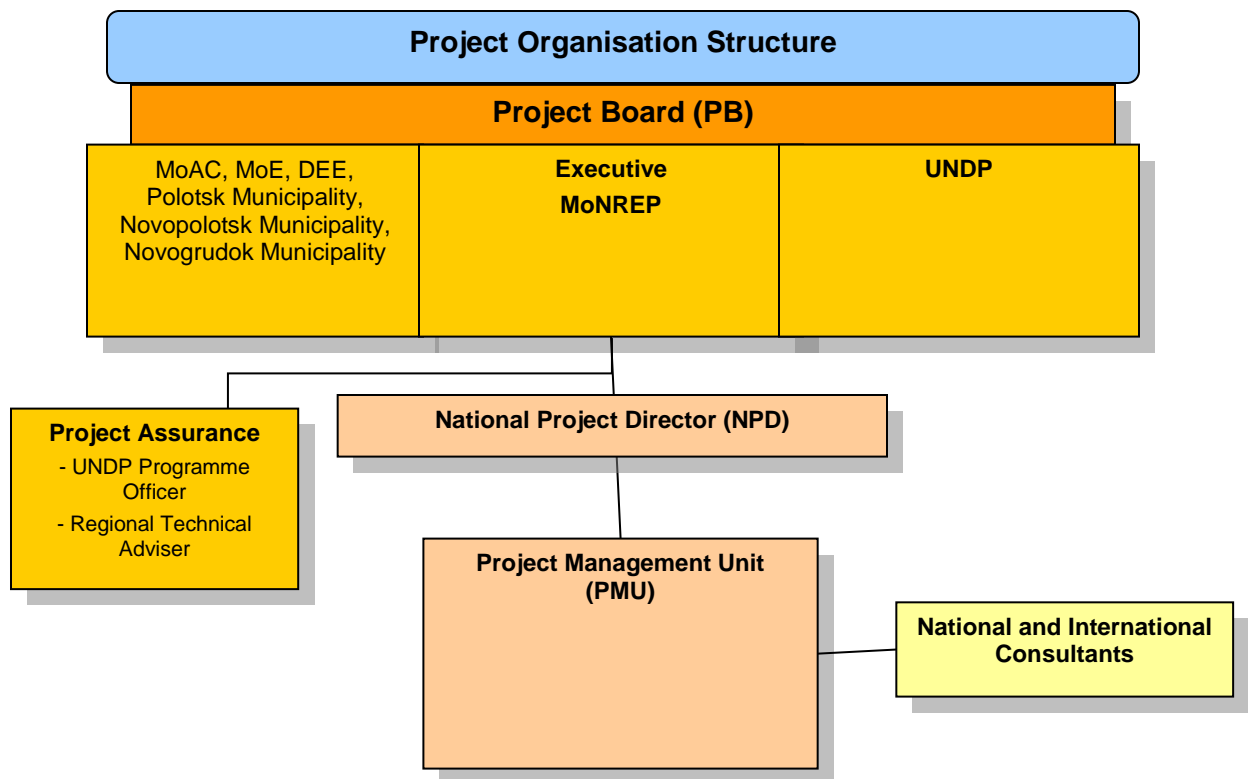 Project Organisation Structure
Project Board (PB)
MoAC, MoE, DEE,
Polotsk Municipality,
Novopolotsk Municipality,
Novogrudok Municipality
Executive
MoNREP
UNDP
Project Assurance
- UNDP Programme
Officer
- Regional Technical
Adviser
National Project Director (NPD)
Project Management Unit
(PMU)
National and International
Consultants